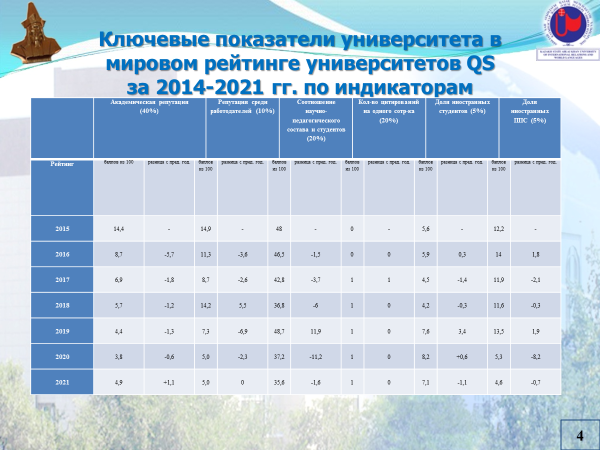 Ключевые показатели университета в
мировом рейтинге университетов QS
за 2014-2021 гг. по индикаторам
Академическая репутация (40%) Репутация среди работодателей (10%) Соотношение научно-педагогического состава и студентов (20%) Кол-во цитирований на одного сотр-ка (20%) Доля иностранных студентов (5%) Доля иностранных ППС (5%)
Рейтинг баллов из 100 разница с пред. год. баллов из 100 разница с пред. год. баллов из 100 разница с пред. год. баллов из 100 разница с пред. год. баллов из 100 разница с пред. год. баллов из 100 разница с пред. год.
2015 14,4 - 14,9 - 48 - 0 - 5,6 - 12,2 -
2016 8,7 -5,7 11,3 -3,6 46,5 -1,5 0 0 5,9 0,3 14 1,8
2017 6,9 -1,8 8,7 -2,6 42,8 -3,7 1 1 4,5 -1,4 11,9 -2,1
2018 5,7 -1,2 14,2 5,5 36,8 -6 1 0 4,2 -0,3 11,6 -0,3
2019 4,4 -1,3 7,3 -6,9 48,7 11,9 1 0 7,6 3,4 13,5 1,9
2020 3,8 -0,6 5,0 -2,3 37,2 -11,2 1 0 8,2 +0,6 5,3 -8,2
2021 4,9 +1,1 5,0 0 35,6 -1,6 1 0 7,1 -1,1 4,6 -0,7
4